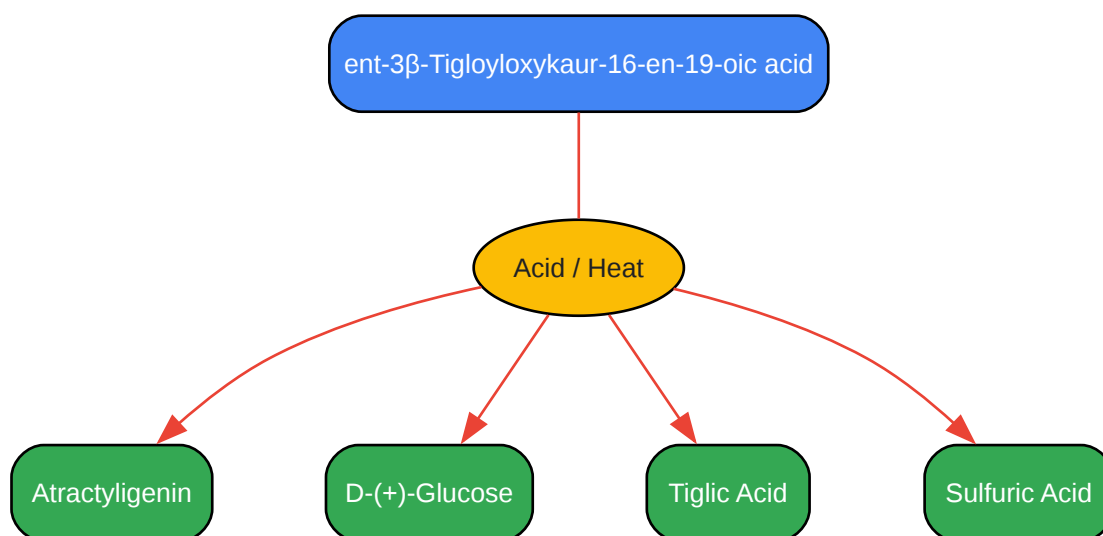 ent-3β-Tigloyloxykaur-16-en-19-oic acid
Acid / Heat
Atractyligenin
D-(+)-Glucose
Tiglic Acid
Sulfuric Acid